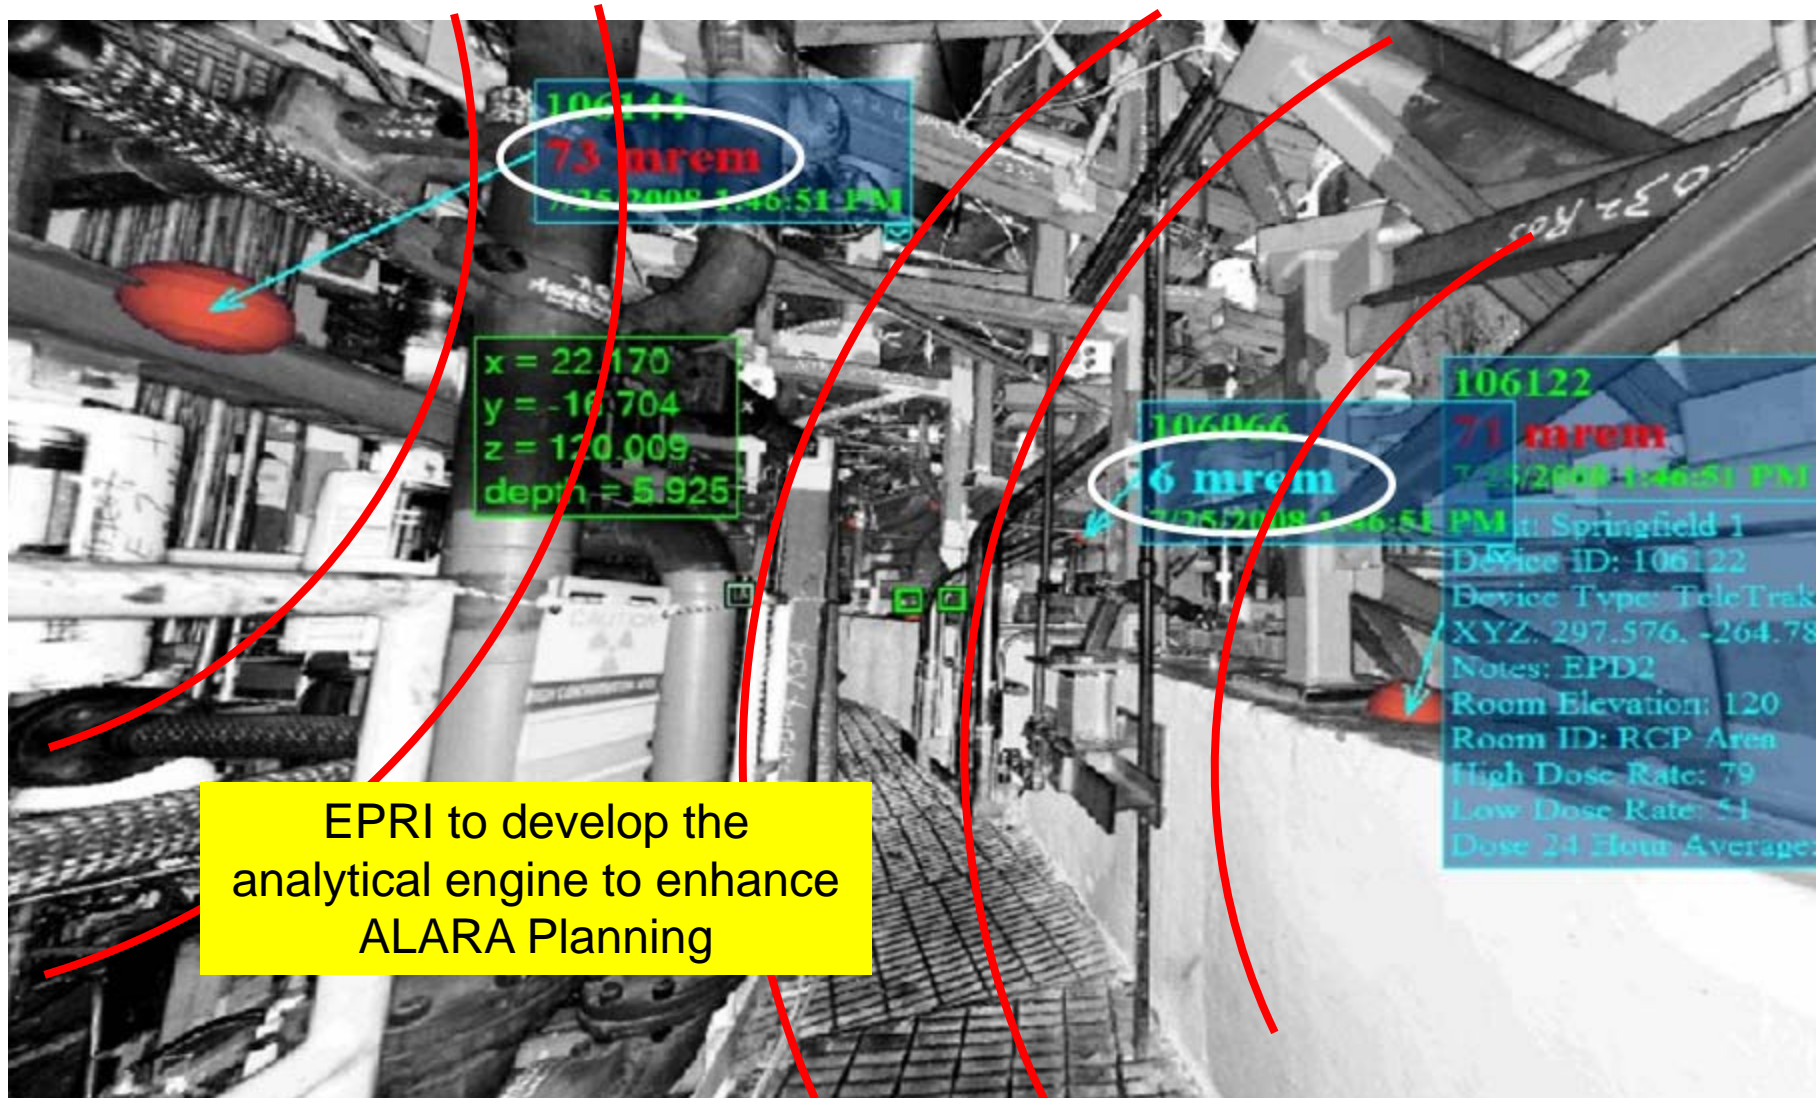 106144
73 mrem
7/25/2008 1:46:51 PM
x = 22.170
y = -16.704
z = 120.009
depth = 5.925
106066
6 mrem
7/25/2008 1:46:51 PM
106122
71 mrem
7/25/2008 1:46:51 PM
Springfield 1
Device ID: 106122
Device Type: TeleTrak
XYZ: 297.576, -264.78
Notes: EPD2
Room Elevation: 120
Room ID: RCP Area
High Dose Rate: 79
Low Dose Rate: 51
Dose 24 Hour Average:
CAUTION
EPRI to develop the
analytical engine to enhance
ALARA Planning